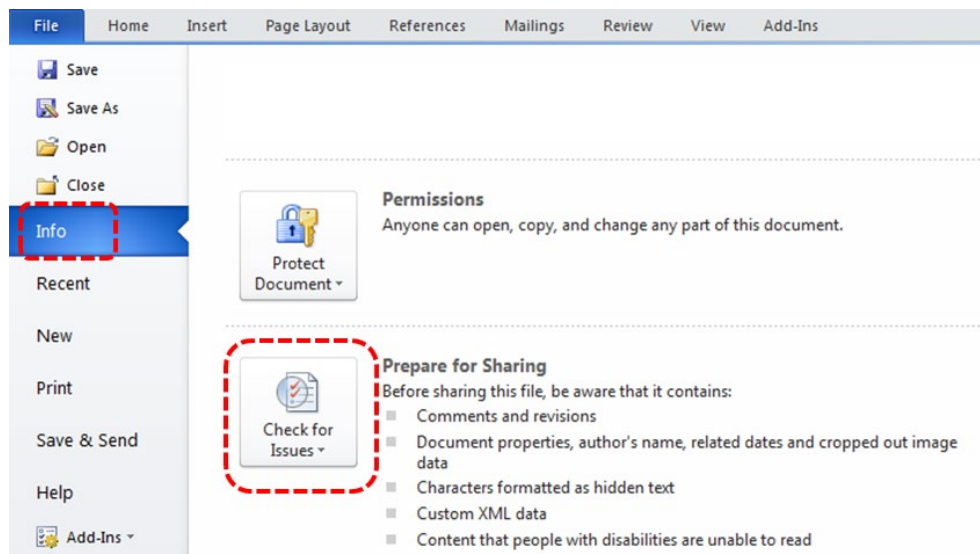 File Home Insert Page Layout References Mailings Review View Add-Ins
Save
Save As
Open
Close
Info
Recent
New
Print
Save & Send
Help
Add-Ins
Protect
Document
Permissions
Anyone can open, copy, and change any part of this document.
Check for
Issues
Prepare for Sharing
Before sharing this file, be aware that it contains:
Comments and revisions
Document properties, author's name, related dates and cropped out image
data
Characters formatted as hidden text
Custom XML data
Content that people with disabilities are unable to read